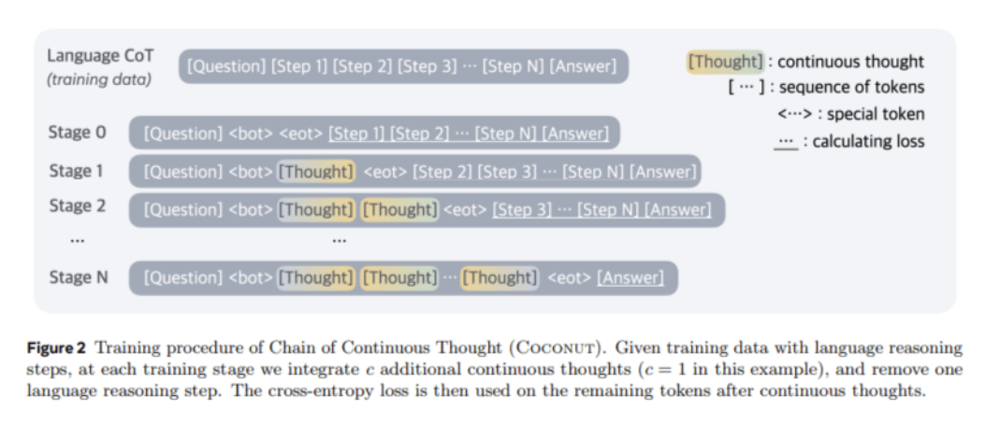 Language CoT
(training data)
[Question] [Step 1] [Step 2] [Step 3] ··· [Step N] [Answer]
[Thought] : continuous thought
[ ··· ] : sequence of tokens
<···> : special token
... : calculating loss
Stage 0 [Question] <bot> <eot> [Step 1] [Step 2] ··· [Step N] [Answer]
Stage 1 [Question] <bot> [Thought] <eot> [Step 2] [Step 3] ··· [Step N] [Answer]
Stage 2 [Question] <bot> [Thought] [Thought] <eot> [Step 3] ··· [Step N] [Answer]
... ...
Stage N [Question] <bot> [Thought] [Thought] ··· [Thought] <eot> [Answer]
Figure 2 Training procedure of Chain of Continuous Thought (COCONUT). Given training data with language reasoning
steps, at each training stage we integrate c additional continuous thoughts (c = 1 in this example), and remove one
language reasoning step. The cross-entropy loss is then used on the remaining tokens after continuous thoughts.